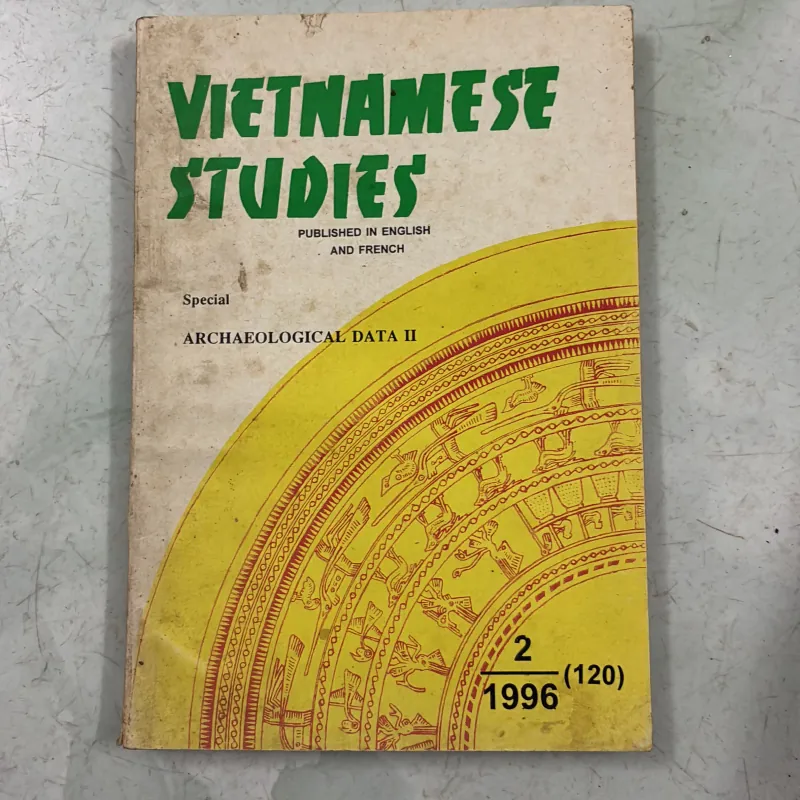 VIETNAMESE
STUDIES
PUBLISHED IN ENGLISH
AND FRENCH
Special
ARCHAEOLOGICAL DATA II
2
1996 (120)